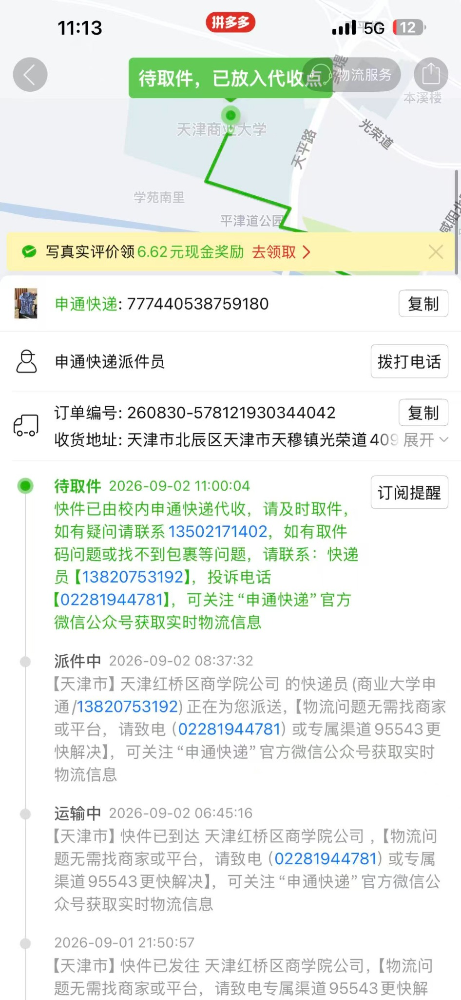 11:13
拼多多
5G
12
待取件，已放入代收点
物流服务
本溪楼
光荣道
天津商业大学
天平路
学苑南里
平津道公园
咸阳北
写真实评价领6.62元现金奖励 去领取
申通快递: 777440538759180
复制
申通快递派件员
拨打电话
订单编号: 260830-578121930344042
复制
收货地址: 天津市北辰区天津市天穆镇光荣道409
展开
待取件 2026-09-02 11:00:04
订阅提醒
快件已由校内申通快递代收，请及时取件，
如有疑问请联系13502171402，如有取件
码问题或找不到包裹等问题，请联系：快递
员【13820753192】，投诉电话
【02281944781】，可关注“申通快递”官方
微信公众号获取实时物流信息
派件中 2026-09-02 08:37:32
【天津市】天津红桥区商学院公司 的快递员(商业大学申
通/13820753192)正在为您派送,【物流问题无需找商家
或平台，请致电（02281944781）或专属渠道95543更
快解决】，可关注“申通快递”官方微信公众号获取实时
物流信息
运输中 2026-09-02 06:45:16
【天津市】快件已到达 天津红桥区商学院公司 ,【物流问
题无需找商家或平台，请致电（02281944781）或专属
渠道95543更快解决】，可关注“申通快递”官方微信公
众号获取实时物流信息
2026-09-01 21:50:57
【天津市】快件已发往 天津红桥区商学院公司,【物流问
题无需找商家或平台，请致电专属渠道95543更快解